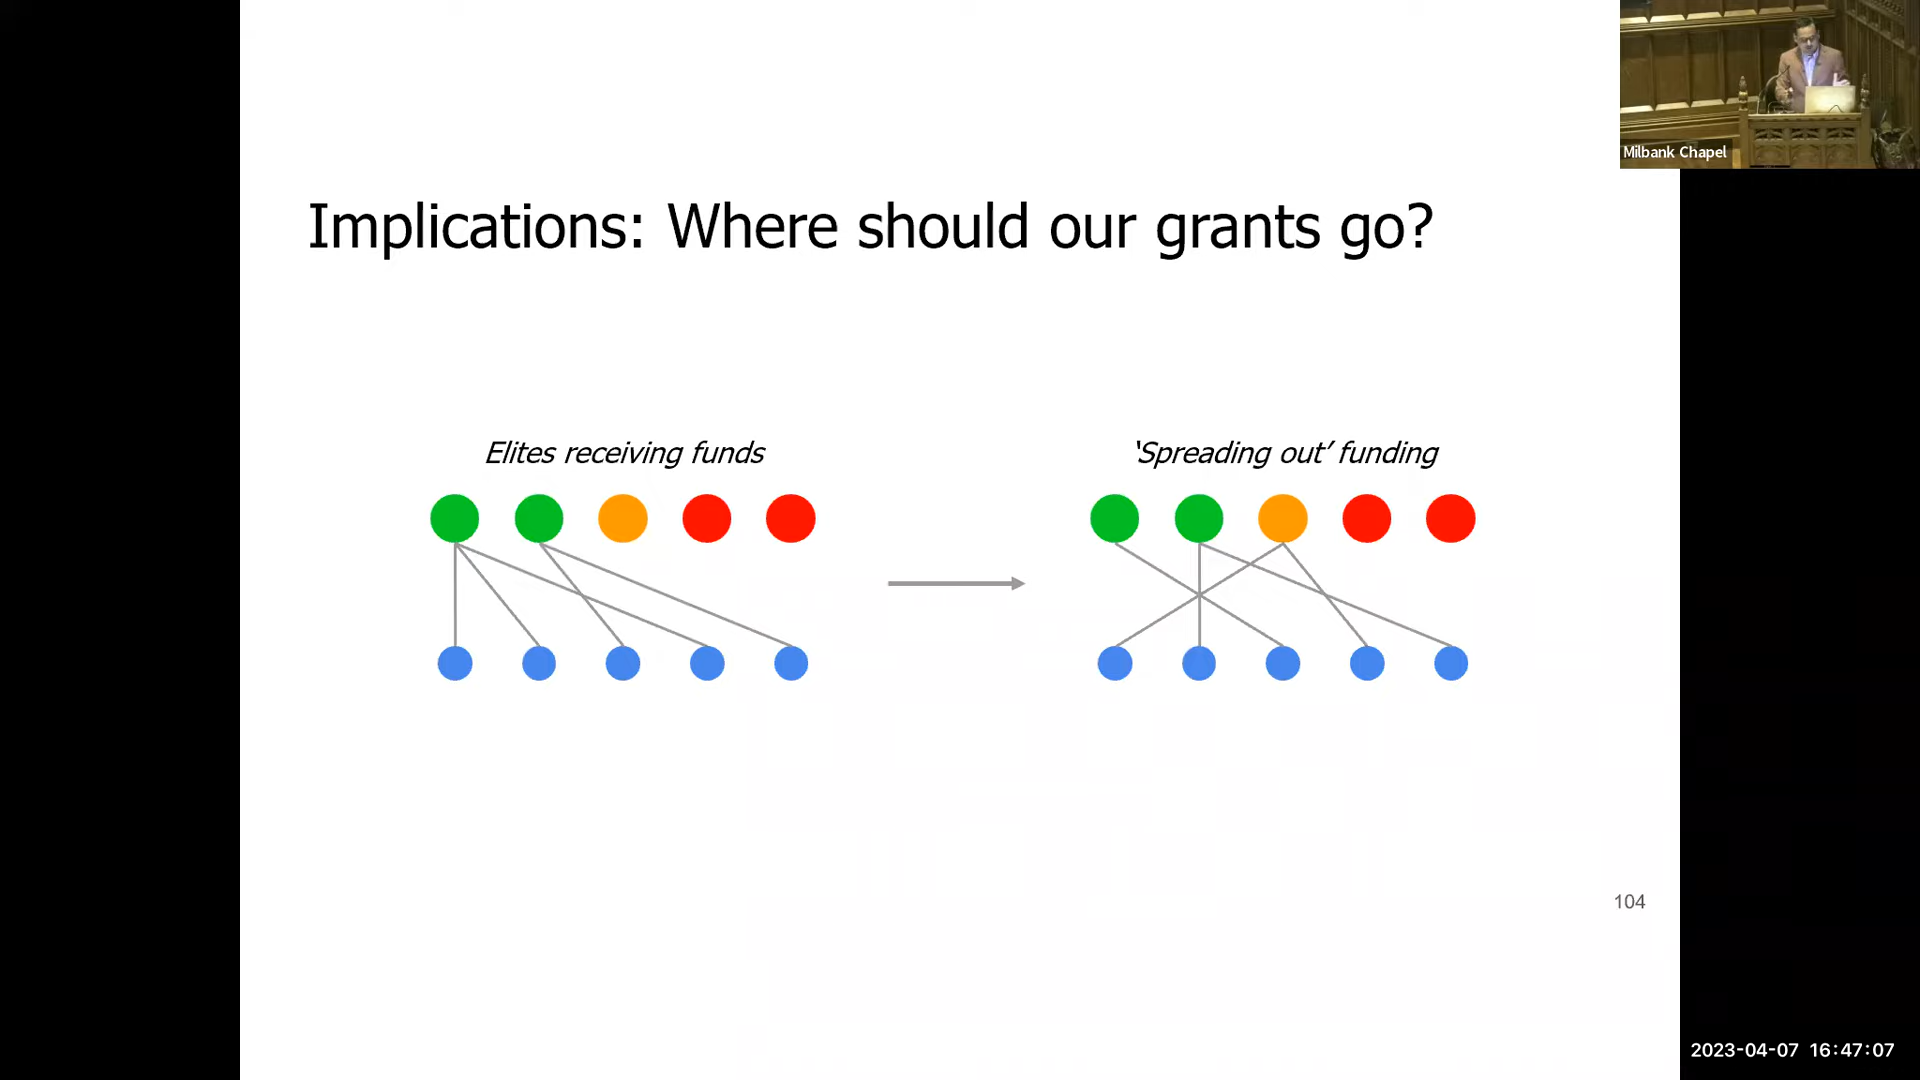 Milbank Chapel
Implications: Where should our grants go?
Elites receiving funds
‘Spreading out’ funding
104
2023-04-07 16:47:07